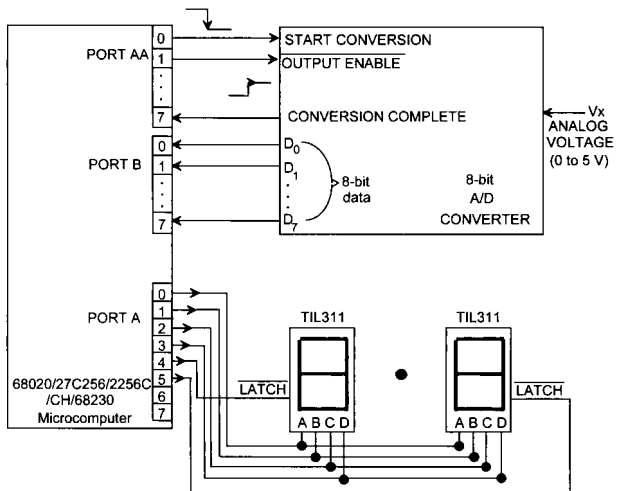 0
START CONVERSION
PORT AA
1
OUTPUT ENABLE
7
CONVERSION COMPLETE
Vx
ANALOG
VOLTAGE
(0 to 5 V)
PORT B
0
D0
1
D1
8-bit
data
8-bit
A/D
7
D7
CONVERTER
PORT A
0
1
2
3
4
5
6
7
TIL311
TIL311
68020/27C256/2256C
/CH/68230
Microcomputer
LATCH
LATCH
A B C D
A B C D